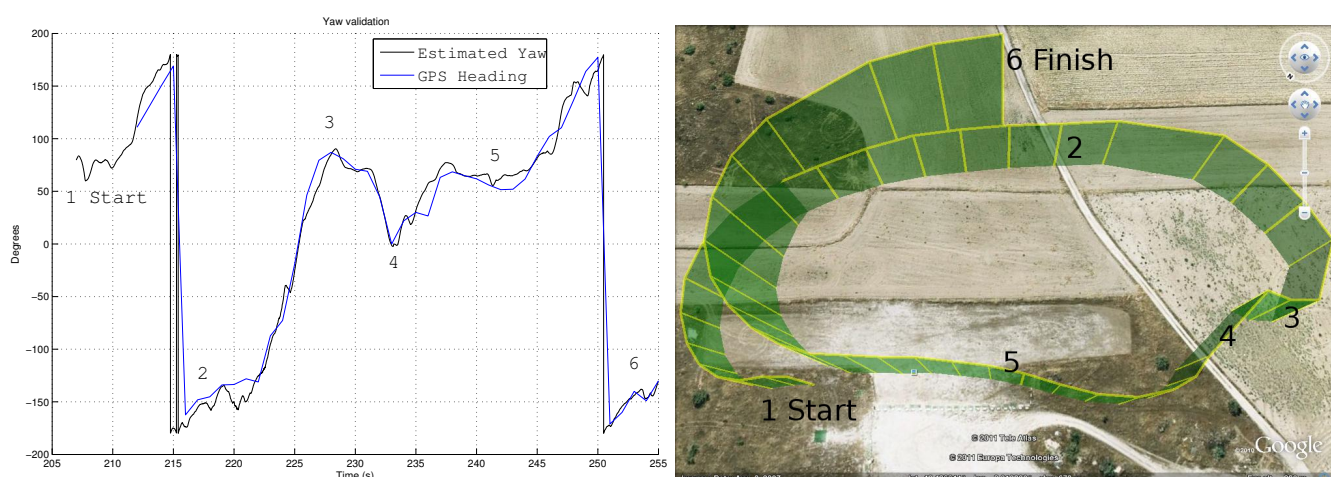 Yaw validation
200
150
100
50
0
−50
−100
−150
−200
Degrees
205
210
215
220
225
230
235
240
245
250
255
Time (s)
Estimated Yaw
GPS Heading
1 Start
2
3
4
5
6
6 Finish
2
3
4
5
1 Start
N
© 2011 Tele Atlas
© 2011 Europa Technologies
©2010 Google